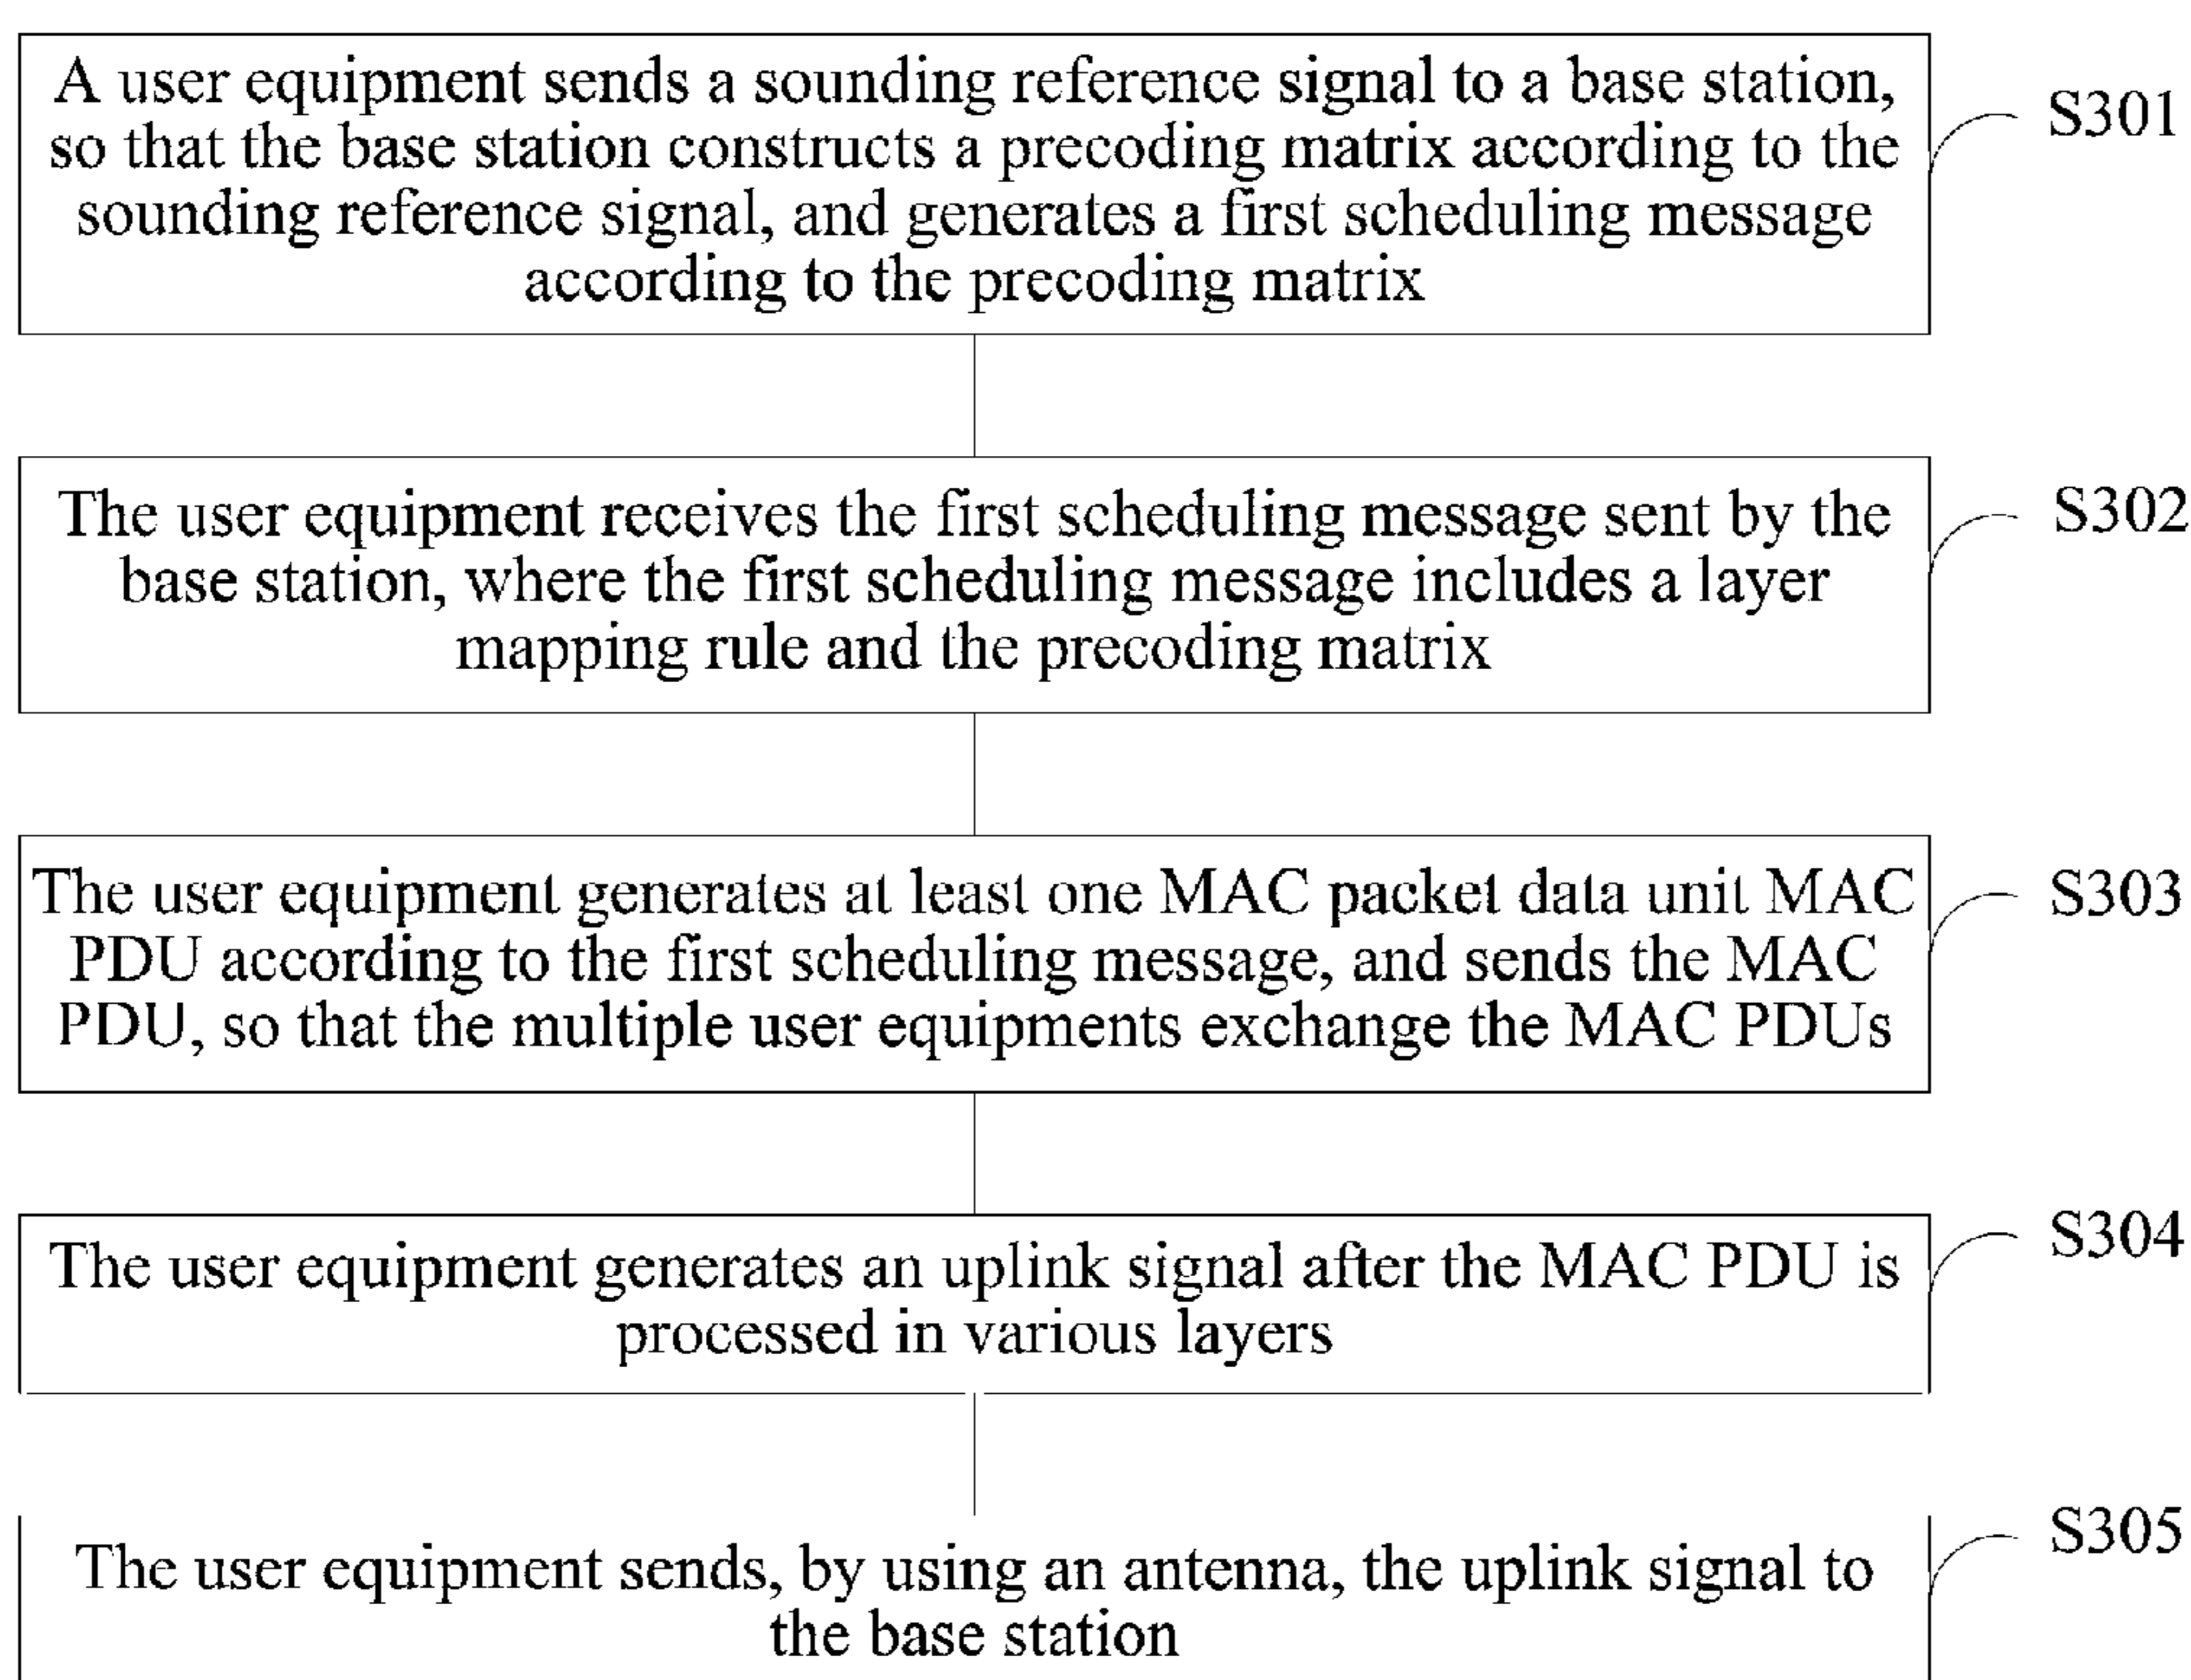 A user equipment sends a sounding reference signal to a base station,
so that the base station constructs a precoding matrix according to the
sounding reference signal, and generates a first scheduling message
according to the precoding matrix
S301
The user equipment receives the first scheduling message sent by the
base station, where the first scheduling message includes a layer
mapping rule and the precoding matrix
S302
The user equipment generates at least one MAC packet data unit MAC
PDU according to the first scheduling message, and sends the MAC
PDU, so that the multiple user equipments exchange the MAC PDUs
S303
The user equipment generates an uplink signal after the MAC PDU is
processed in various layers
S304
The user equipment sends, by using an antenna, the uplink signal to
the base station
S305